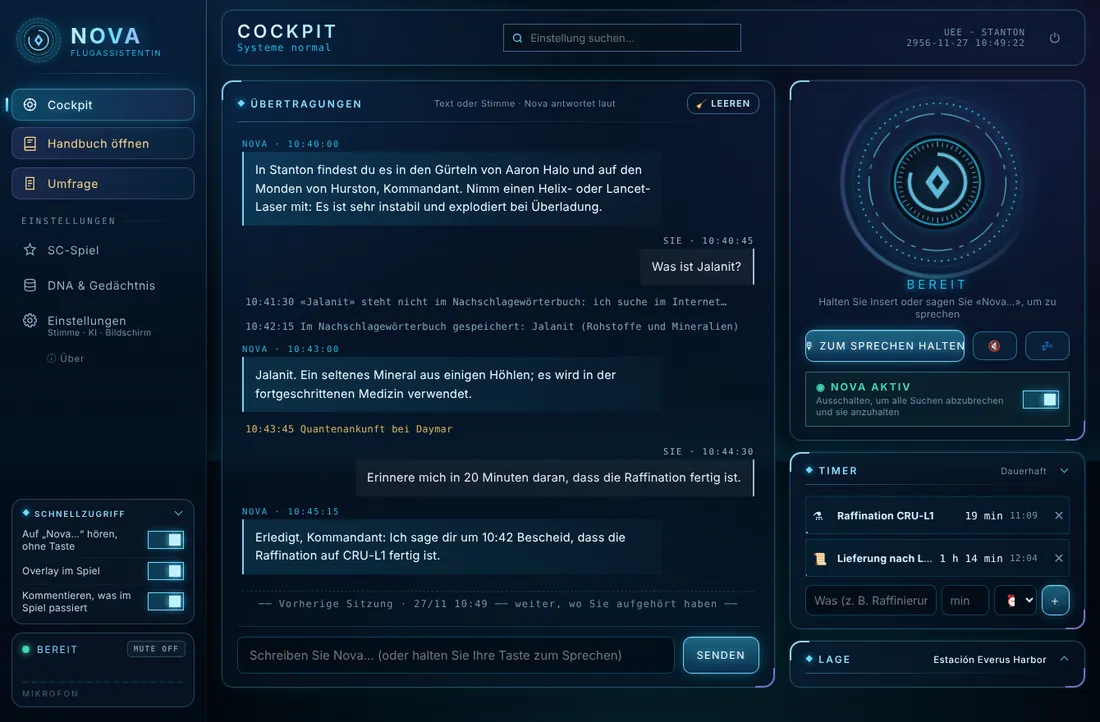 NOVA
FLUGASSISTENTIN
Cockpit
Handbuch öffnen
Umfrage
EINSTELLUNGEN
SC-Spiel
DNA & Gedächtnis
Einstellungen
Stimme · KI · Bildschirm
ⓘ Über
SCHNELLZUGRIFF
Auf „Nova…“ hören,
ohne Taste
Overlay im Spiel
Kommentieren, was im
Spiel passiert
BEREIT
MUTE OFF
MIKROFON
COCKPIT
Systeme normal
Einstellung suchen…
UEE · STANTON
2956-11-27 10:49:22
ÜBERTRAGUNGEN
Text oder Stimme · Nova antwortet laut
LEEREN
NOVA · 10:40:00
In Stanton findest du es in den Gürteln von Aaron Halo und auf den
Monden von Hurston, Kommandant. Nimm einen Helix- oder Lancet-
Laser mit: Es ist sehr instabil und explodiert bei Überladung.
SIE · 10:40:45
Was ist Jalanit?
10:41:30 «Jalanit» steht nicht im Nachschlagewörterbuch: ich suche im Internet…
10:42:15 Im Nachschlagewörterbuch gespeichert: Jalanit (Rohstoffe und Mineralien)
NOVA · 10:43:00
Jalanit. Ein seltenes Mineral aus einigen Höhlen; es wird in der
fortgeschrittenen Medizin verwendet.
10:43:45 Quantenankunft bei Daymar
SIE · 10:44:30
Erinnere mich in 20 Minuten daran, dass die Raffination fertig ist.
NOVA · 10:45:15
Erledigt, Kommandant: Ich sage dir um 10:42 Bescheid, dass die
Raffination auf CRU-L1 fertig ist.
—— Vorherige Sitzung · 27/11 10:49 —— weiter, wo Sie aufgehört haben ——
Schreiben Sie Nova… (oder halten Sie Ihre Taste zum Sprechen)
SENDEN
BEREIT
Halten Sie Insert oder sagen Sie «Nova…», um zu
sprechen
ZUM SPRECHEN HALTEN
NOVA AKTIV
Ausschalten, um alle Suchen abzubrechen
und sie anzuhalten
TIMER
Dauerhaft
Raffination CRU-L1 19 min 11:09
Lieferung nach L… 1 h 14 min 12:04
Was (z. B. Raffinierur
min
+
LAGE
Estación Everus Harbor